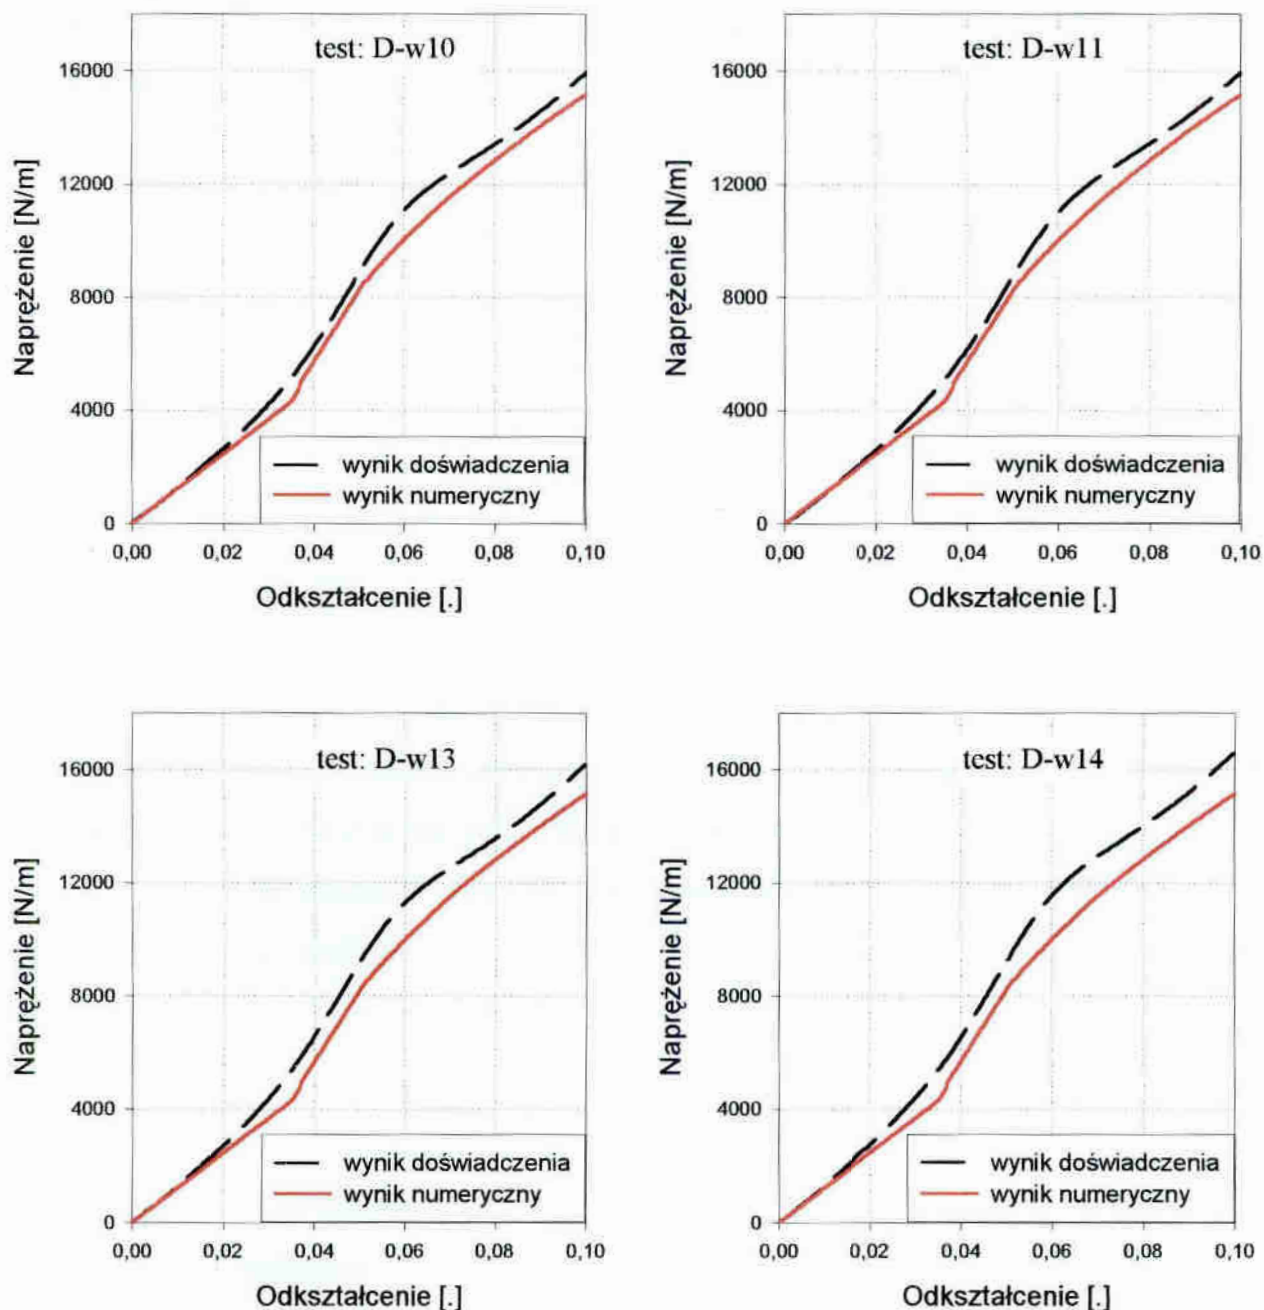 test: D-w10
16000
12000
8000
4000
0
Naprężenie [N/m]
wynik doświadczenia
wynik numeryczny
0,00 0,02 0,04 0,06 0,08 0,10
Odkształcenie [.]
test: D-w11
16000
12000
8000
4000
0
Naprężenie [N/m]
wynik doświadczenia
wynik numeryczny
0,00 0,02 0,04 0,06 0,08 0,10
Odkształcenie [.]
test: D-w13
16000
12000
8000
4000
0
Naprężenie [N/m]
wynik doświadczenia
wynik numeryczny
0,00 0,02 0,04 0,06 0,08 0,10
Odkształcenie [.]
test: D-w14
16000
12000
8000
4000
0
Naprężenie [N/m]
wynik doświadczenia
wynik numeryczny
0,00 0,02 0,04 0,06 0,08 0,10
Odkształcenie [.]